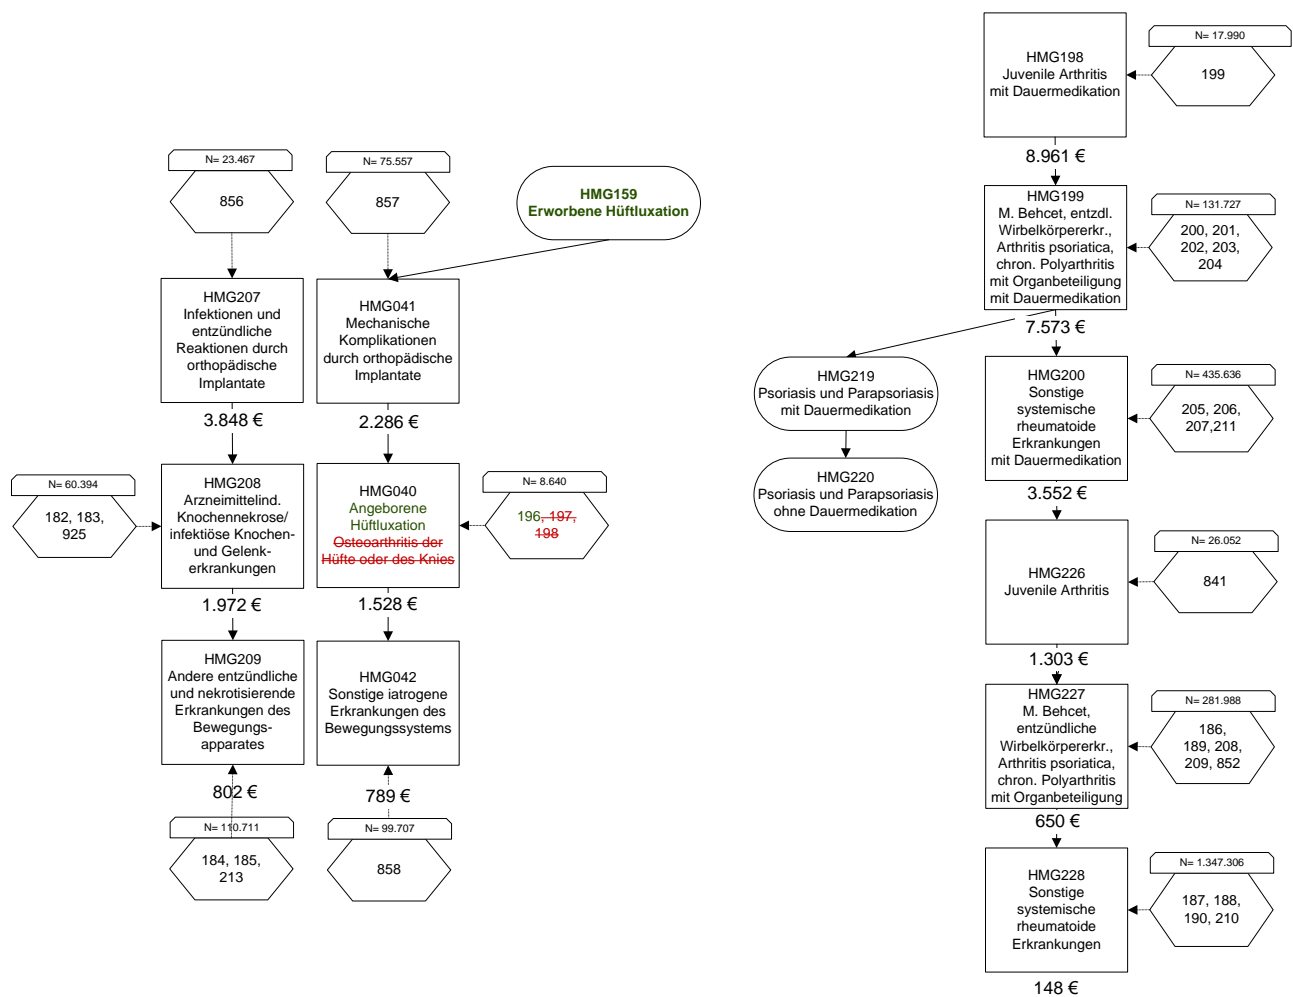 N= 23.467
856
HMG207
Infektionen und
entzündliche
Reaktionen durch
orthopädische
Implantate
3.848 €
N= 60.394
182, 183,
925
HMG208
Arzneimittelind.
Knochennekrose/
infektiöse Knochen-
und Gelenk-
erkrankungen
1.972 €
HMG209
Andere entzündliche
und nekrotisierende
Erkrankungen des
Bewegungs-
apparates
802 €
N= 110.711
184, 185,
213
N= 75.557
857
HMG159
Erworbene Hüftluxation
HMG041
Mechanische
Komplikationen
durch orthopädische
Implantate
2.286 €
HMG040
Angeborene
Hüftluxation
Osteoarthritis der
Hüfte oder des Knies
N= 8.640
196, 197,
198
1.528 €
HMG042
Sonstige iatrogene
Erkrankungen des
Bewegungssystems
789 €
N= 99.707
858
HMG198
Juvenile Arthritis
mit Dauermedikation
N= 17.990
199
8.961 €
HMG199
M. Behcet, entzdl.
Wirbelkörpererkr.,
Arthritis psoriatica,
chron. Polyarthritis
mit Organbeteiligung
mit Dauermedikation
N= 131.727
200, 201,
202, 203,
204
7.573 €
HMG219
Psoriasis und Parapsoriasis
mit Dauermedikation
HMG220
Psoriasis und Parapsoriasis
ohne Dauermedikation
HMG200
Sonstige
systemische
rheumatoide
Erkrankungen
mit Dauermedikation
N= 435.636
205, 206,
207,211
3.552 €
HMG226
Juvenile Arthritis
N= 26.052
841
1.303 €
HMG227
M. Behcet,
entzündliche
Wirbelkörpererkr.,
Arthritis psoriatica,
chron. Polyarthritis
mit Organbeteiligung
N= 281.988
186,
189, 208,
209, 852
650 €
HMG228
Sonstige
systemische
rheumatoide
Erkrankungen
N= 1.347.306
187, 188,
190, 210
148 €